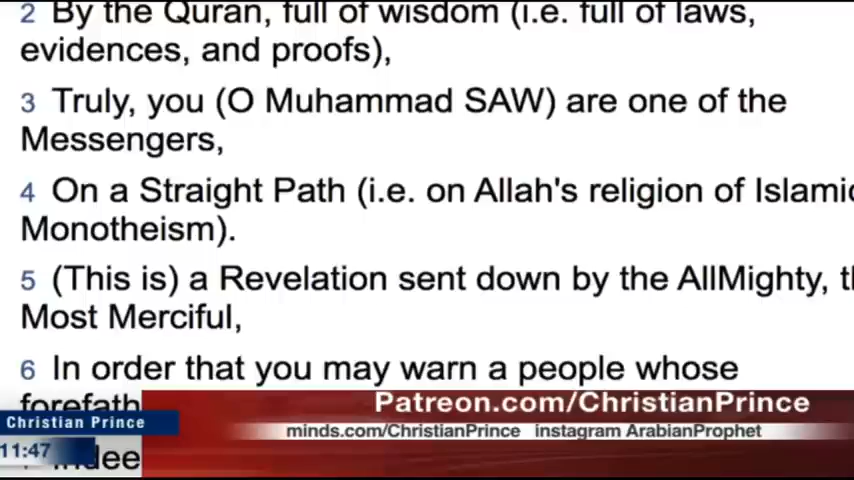 2 By the Quran, full of wisdom (i.e. full of laws,
evidences, and proofs),
3 Truly, you (O Muhammad SAW) are one of the
Messengers,
4 On a Straight Path (i.e. on Allah's religion of Islamic
Monotheism).
5 (This is) a Revelation sent down by the AllMighty, th
Most Merciful,
6 In order that you may warn a people whose
forefath
Indee
Patreon.com/ChristianPrince
minds.com/ChristianPrince instagram ArabianProphet
Christian Prince
11:47